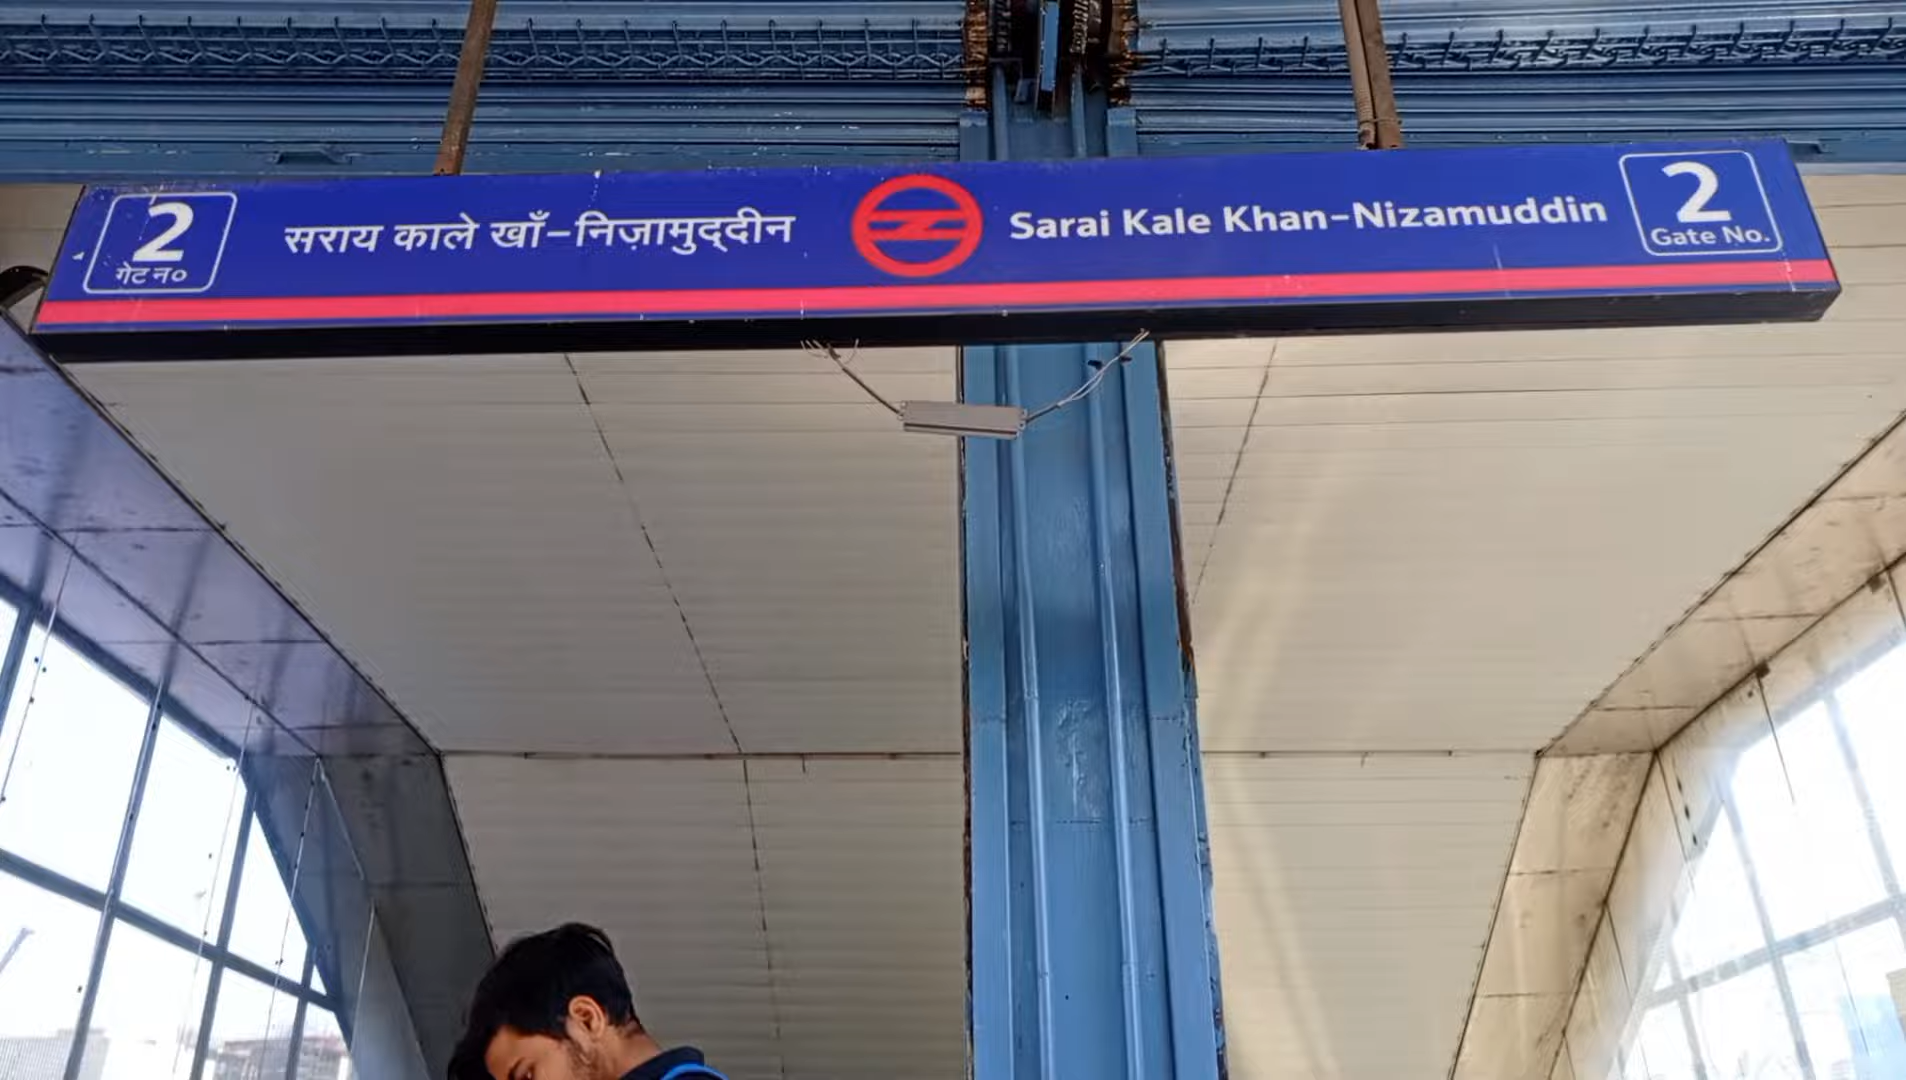 2
गेट न०
सराय काले खाँ-निज़ामुद्दीन
Sarai Kale Khan-Nizamuddin
2
Gate No.